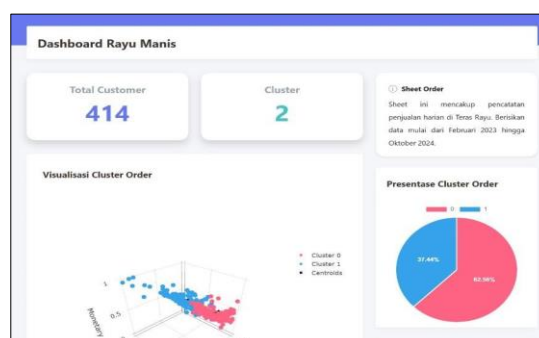 Dashboard Rayu Manis
Total Customer
414
Cluster
2
Sheet Order
Sheet ini mencakup pencatatan
penjualan harian di Teras Rayu. Berisikan
data mulai dari Februari 2023 hingga
Oktober 2024.
Visualisasi Cluster Order
Cluster 0
Cluster 1
Centroids
1
0.5
Monetary
Presentase Cluster Order
0 1
37.44%
62.56%